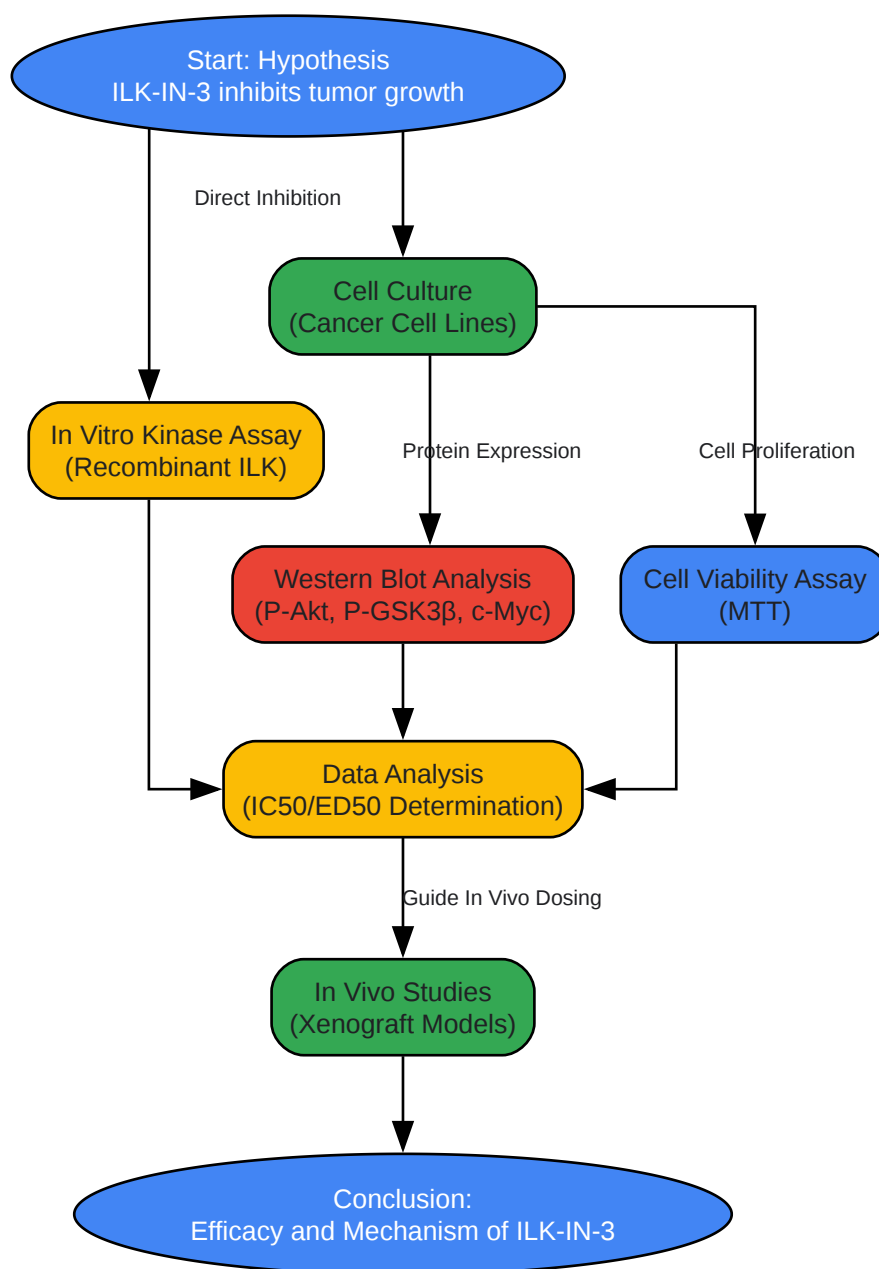 Start: Hypothesis
ILK-IN-3 inhibits tumor growth
Direct Inhibition
Cell Culture
(Cancer Cell Lines)
In Vitro Kinase Assay
(Recombinant ILK)
Protein Expression
Cell Proliferation
Western Blot Analysis
(P-Akt, P-GSK3β, c-Myc)
Cell Viability Assay
(MTT)
Data Analysis
(IC50/ED50 Determination)
Guide In Vivo Dosing
In Vivo Studies
(Xenograft Models)
Conclusion:
Efficacy and Mechanism of ILK-IN-3